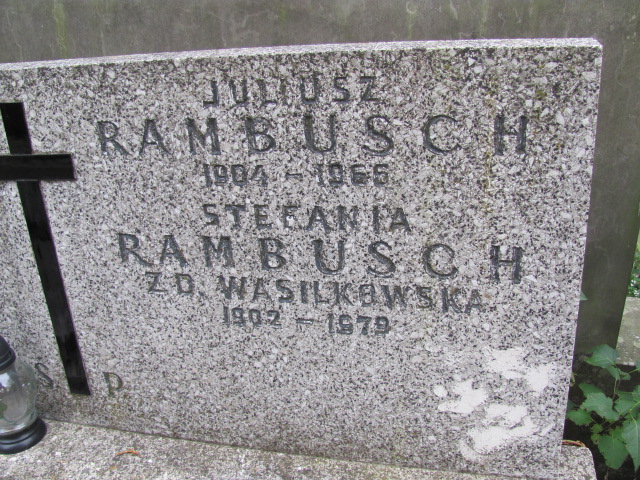 JULIUSZ
RAMBUSCH
1904 – 1966
STEFANIA
RAMBUSCH
ZD. WASILKOWSKA
1902 – 1979
S P